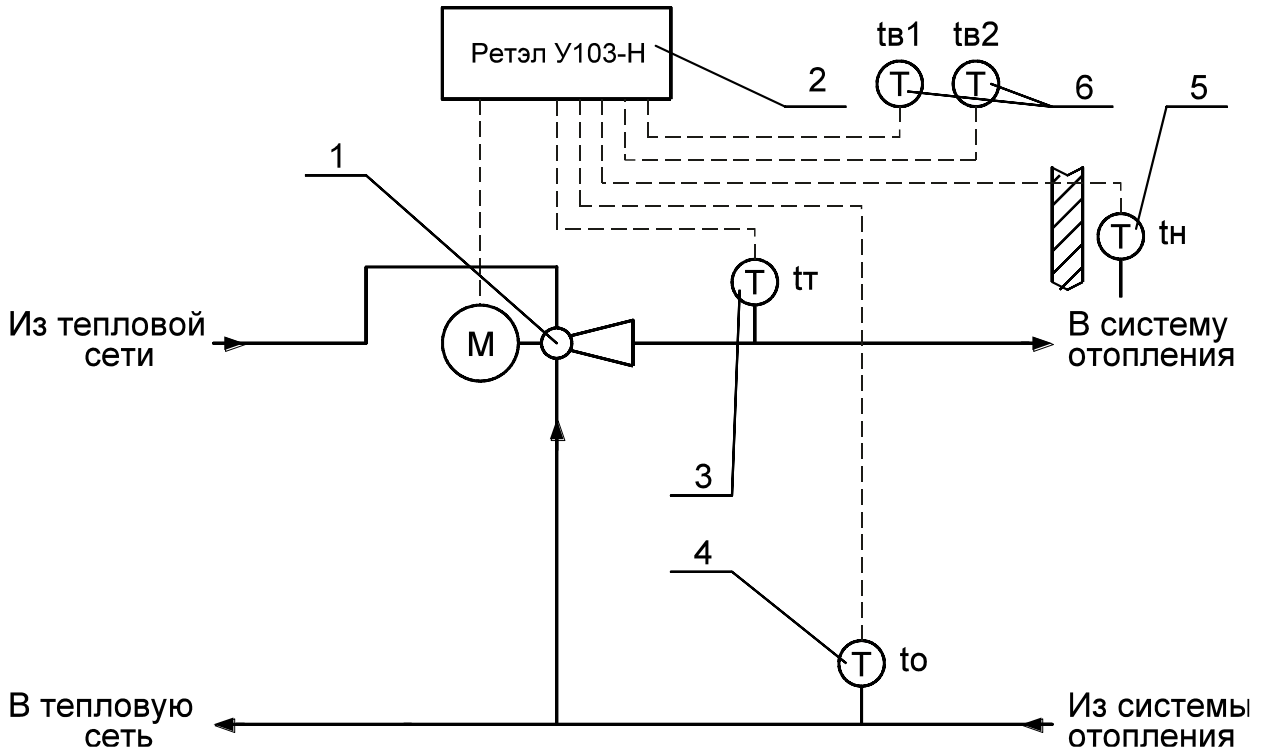 Ретэл У103-Н
2
tв1
tв2
T
T
6
5
1
T
tн
T
tт
Из тепловой
сети
М
В систему
отопления
3
4
T
tо
В тепловую
сеть
Из системы
отопления